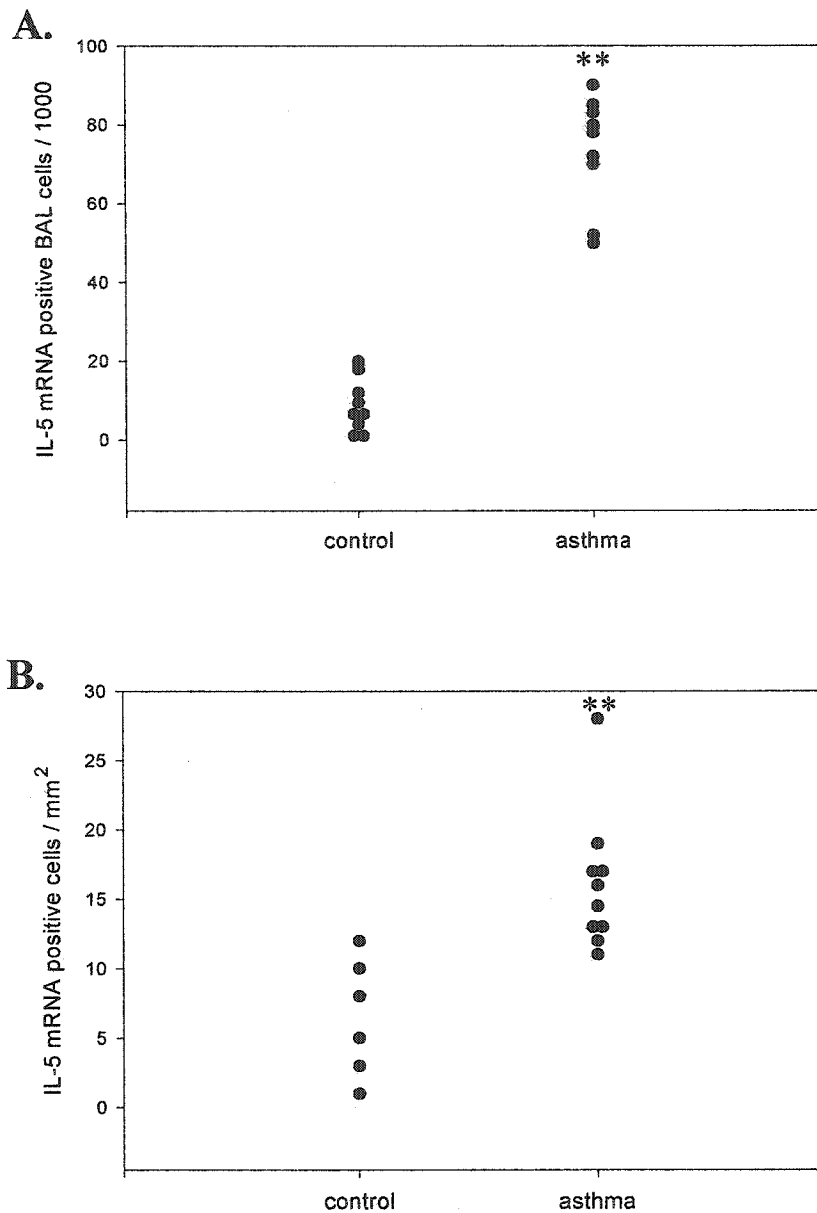 A.
IL-5 mRNA positive BAL cells / 1000
100
80
60
40
20
0
**
control asthma
B.
IL-5 mRNA positive cells / mm²
30
25
20
15
10
5
0
**
control asthma